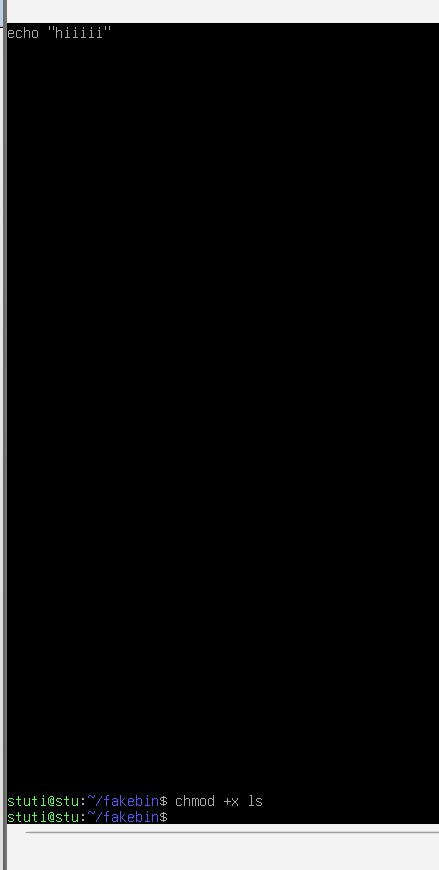 echo "hiiiii"
stuti@stu:~/fakebin$ chmod +x ls
stuti@stu:~/fakebin$